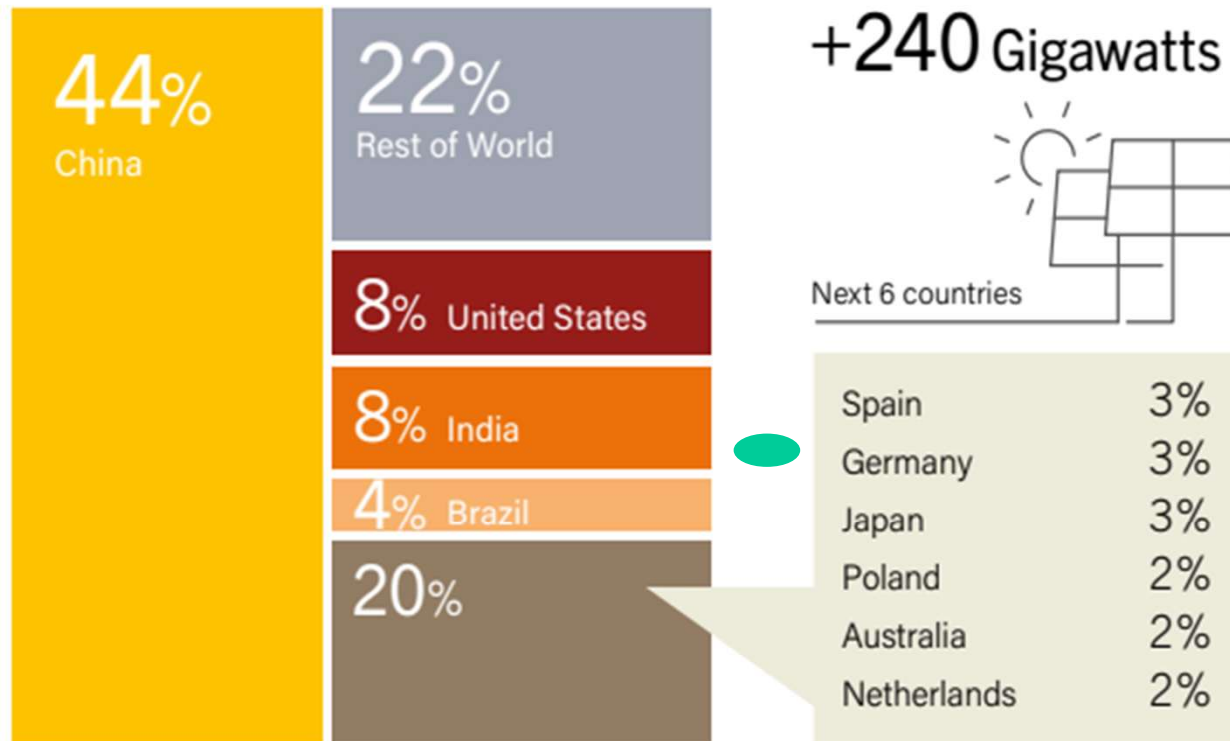 44%
China
22%
Rest of World
8% United States
8% India
4% Brazil
20%
+240 Gigawatts
Next 6 countries
Spain 3%
Germany 3%
Japan 3%
Poland 2%
Australia 2%
Netherlands 2%